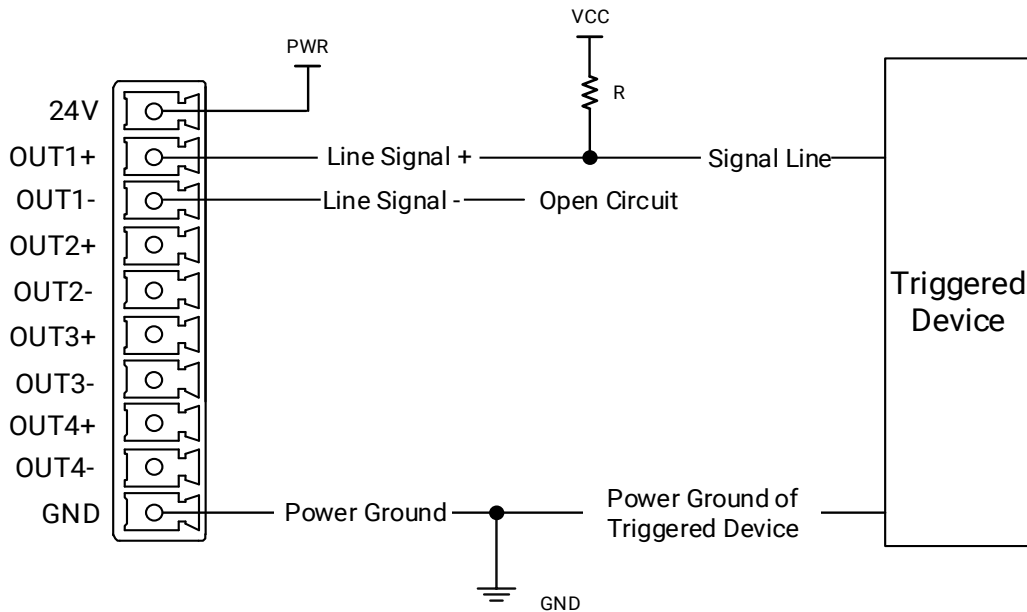 VCC
PWR
R
24V
OUT1+
Line Signal +
Signal Line
OUT1-
Line Signal -
Open Circuit
OUT2+
OUT2-
OUT3+
OUT3-
OUT4+
OUT4-
Triggered
Device
GND
Power Ground
Power Ground of
Triggered Device
GND